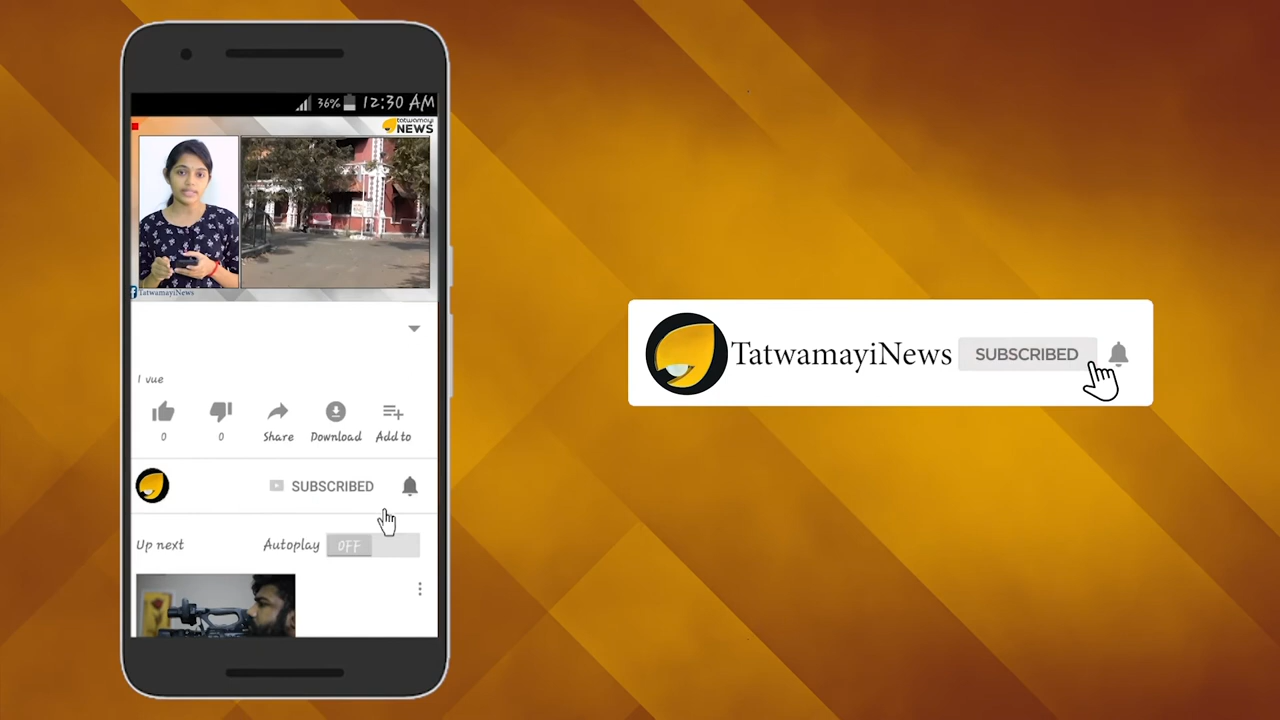 36% 12:30 AM
tatwamayi
NEWS
TatwamayiNews
1 vue
0 0 Share Download Add to
SUBSCRIBED
Up next Autoplay OFF
TatwamayiNews SUBSCRIBED